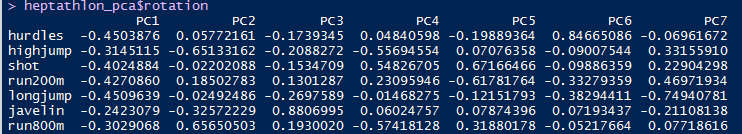 > heptathlon_pca$rotation
PC1 PC2 PC3 PC4 PC5 PC6 PC7
hurdles -0.4503876 0.05772161 -0.1739345 0.04840598 -0.19889364 0.84665086 -0.06961672
highjump -0.3145115 -0.65133162 -0.2088272 -0.55694554 0.07076358 -0.09007544 0.33155910
shot -0.4024884 -0.02202088 -0.1534709 0.54826705 0.67166466 -0.09886359 0.22904298
run200m -0.4270860 0.18502783 0.1301287 0.23095946 -0.61781764 -0.33279359 0.46971934
longjump -0.4509639 -0.02492486 -0.2697589 -0.01468275 -0.12151793 -0.38294411 -0.74940781
javelin -0.2423079 -0.32572229 0.8806995 0.06024757 0.07874396 0.07193437 -0.21108138
run800m -0.3029068 0.65650503 0.1930020 -0.57418128 0.31880178 -0.05217664 0.07718616